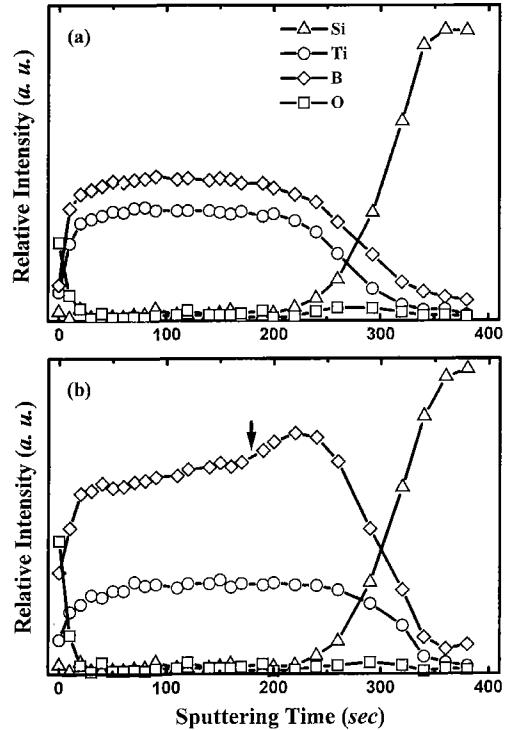 (a)
Si
Ti
B
O
Relative Intensity (a. u.)
0 100 200 300 400
(b)
Relative Intensity (a. u.)
0 100 200 300 400
Sputtering Time (sec)